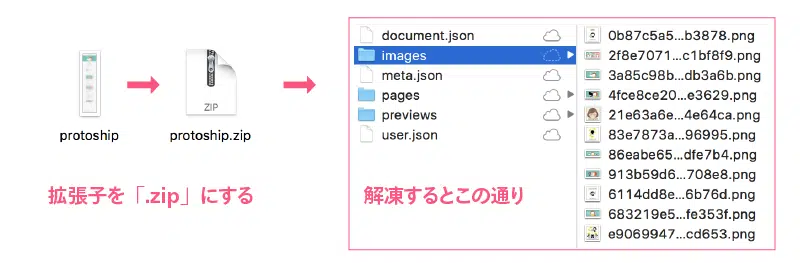 protoship
protoship.zip
ZIP
拡張子を「.zip」にする
document.json
images
meta.json
pages
previews
user.json
0b87c5a5...b3878.png
2f8e7071...c1bf8f9.png
3a85c98b...db3a6b.png
4fce8ce20...e3629.png
21e63a6e...4e64ca.png
83e7873a...96995.png
86eabe65...dfe7b4.png
913b59d6...708e8.png
6114dd8e...6b76d.png
683219e5...fe353f.png
e9069947...cd653.png
解凍するとこの通り